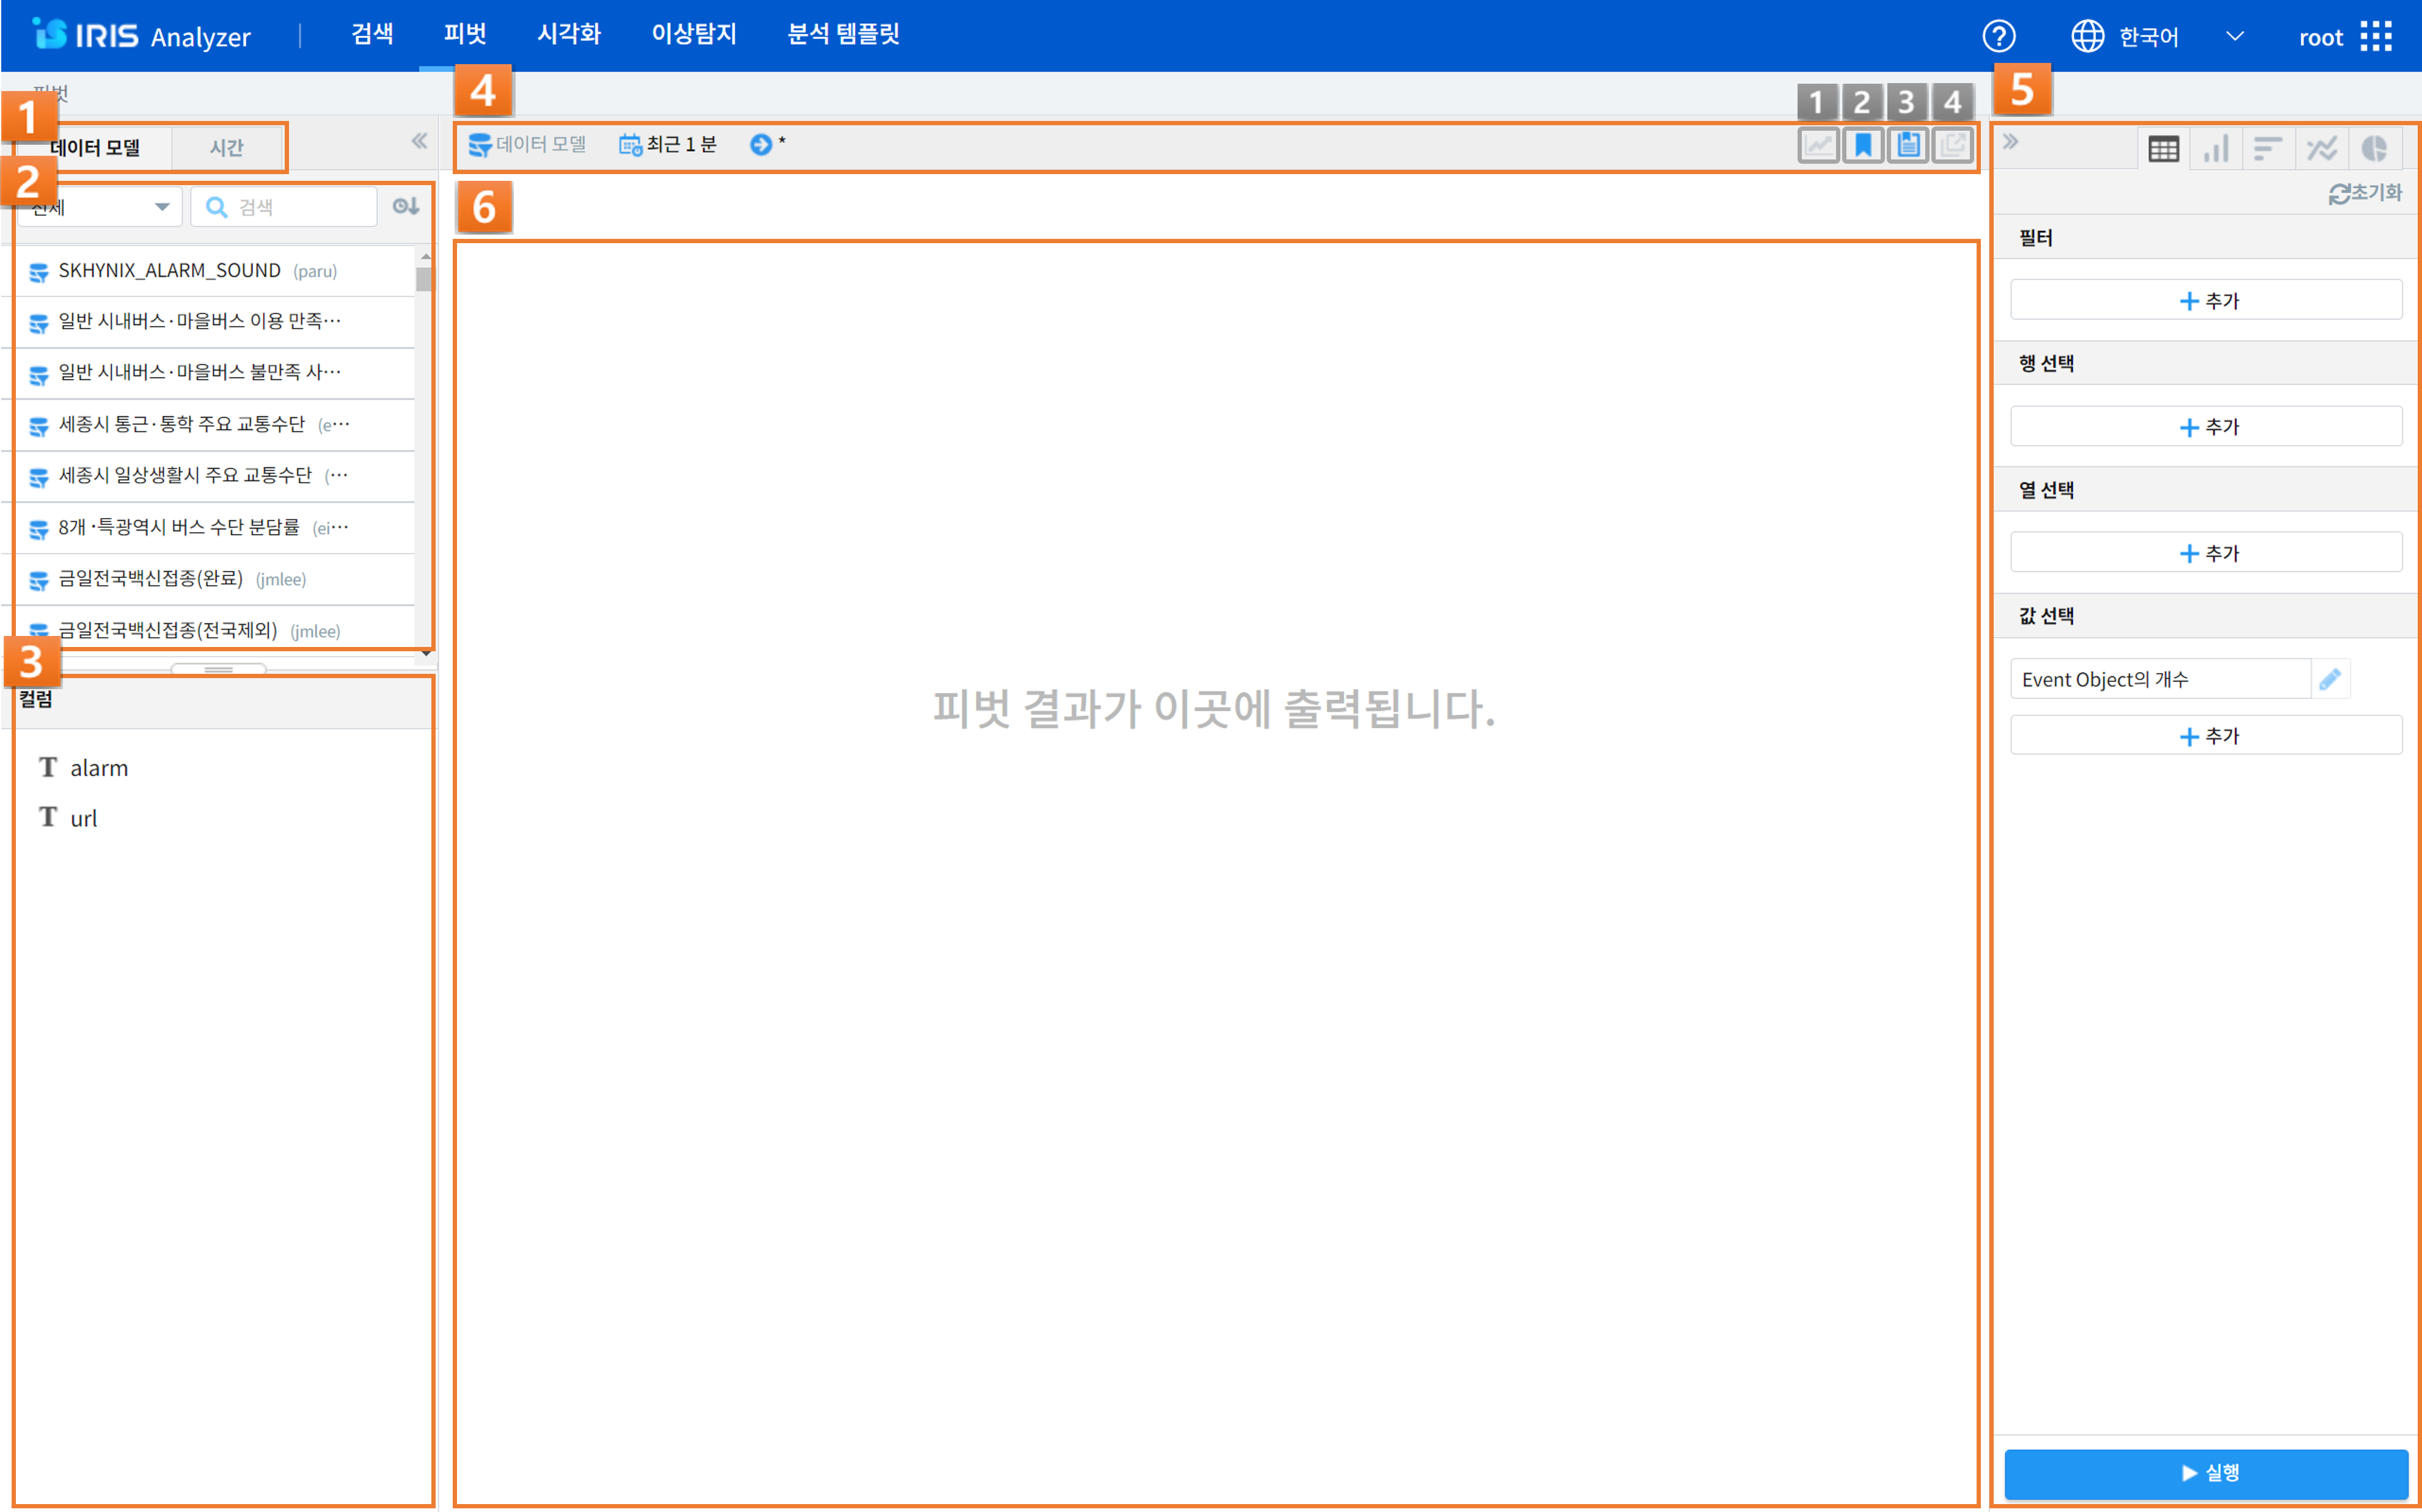 IRIS Analyzer | 검색 피벗 시각화 이상탐지 분석 템플릿 ? 한국어 root
피벗
1
데이터 모델 시간
2
전체 검색
SKHYNIX_ALARM_SOUND (paru)
일반 시내버스·마을버스 이용 만족…
일반 시내버스·마을버스 불만족 사…
세종시 통근·통학 주요 교통수단 (e…
세종시 일상생활시 주요 교통수단 (…
8개 ·특광역시 버스 수단 분담률 (ei…
금일전국백신접종(완료) (jmlee)
금일전국백신접종(전국제외) (jmlee)
3
컬럼
T alarm
T url
4
1 2 3 4
데이터 모델 최근 1 분 *
6
피벗 결과가 이곳에 출력됩니다.
5
초기화
필터
+ 추가
행 선택
+ 추가
열 선택
+ 추가
값 선택
Event Object의 개수
+ 추가
실행